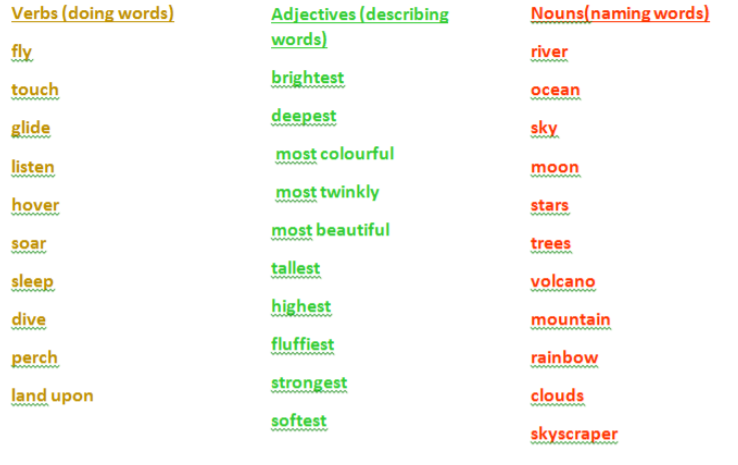 Verbs (doing words)
fly
touch
glide
listen
hover
soar
sleep
dive
perch
land upon
Adjectives (describing
words)
brightest
deepest
most colourful
most twinkly
most beautiful
tallest
highest
fluffiest
strongest
softest
Nouns(naming words)
river
ocean
sky
moon
stars
trees
volcano
mountain
rainbow
clouds
skyscraper